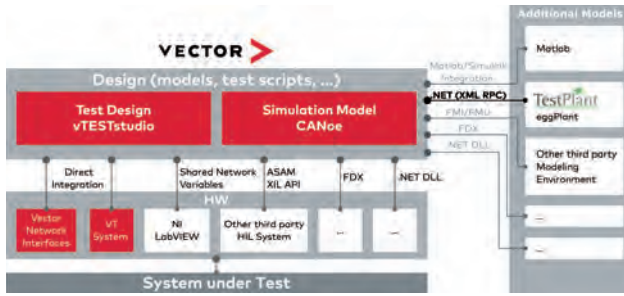 Additional Models
VECTOR
Design (models, test scripts, ...)
Test Design
vTESTstudio
Simulation Model
CANoe
Matlab/Simulink
Integration
.NET (XML RPC)
FMI/FMU
FDX
.NET DLL
Matlab
TestPlant
eggPlant
Other third party
Modeling
Environment
...
...
Direct
Integration
Shared Network
Variables
ASAM
XiL API
FDX
.NET DLL
HW
Vector
Network
Interfaces
VT
System
NI
LabVIEW
Other third party
HiL System
...
...
System under Test